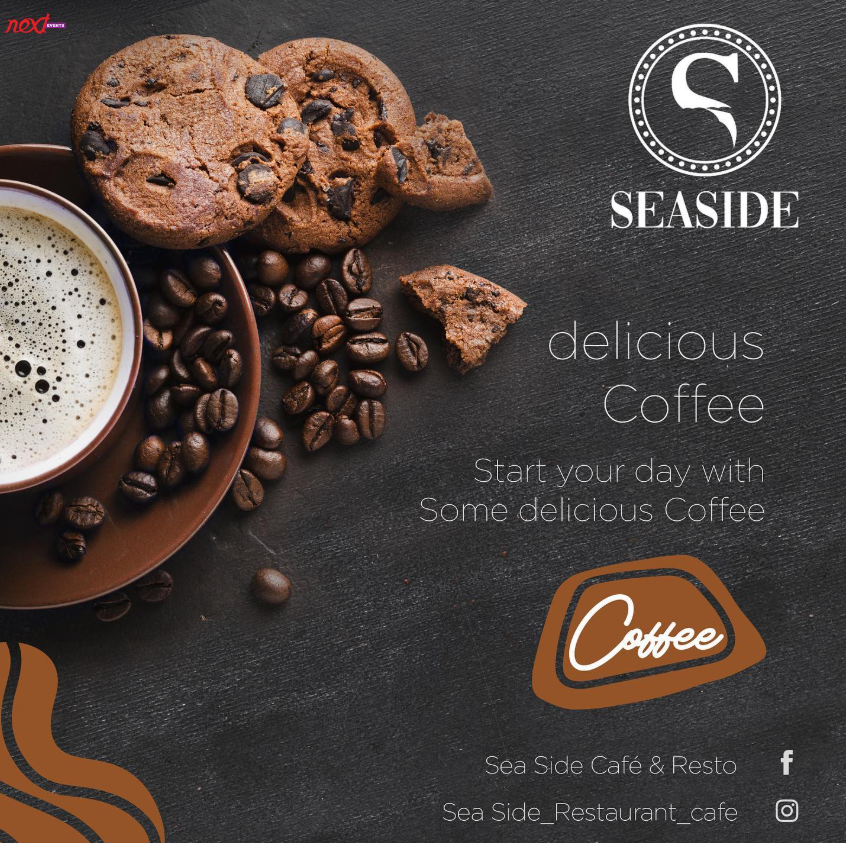 next EVENTS
S
SEASIDE
delicious
Coffee
Start your day with
Some delicious Coffee
Coffee
Sea Side Café & Resto
Sea Side_Restaurant_cafe